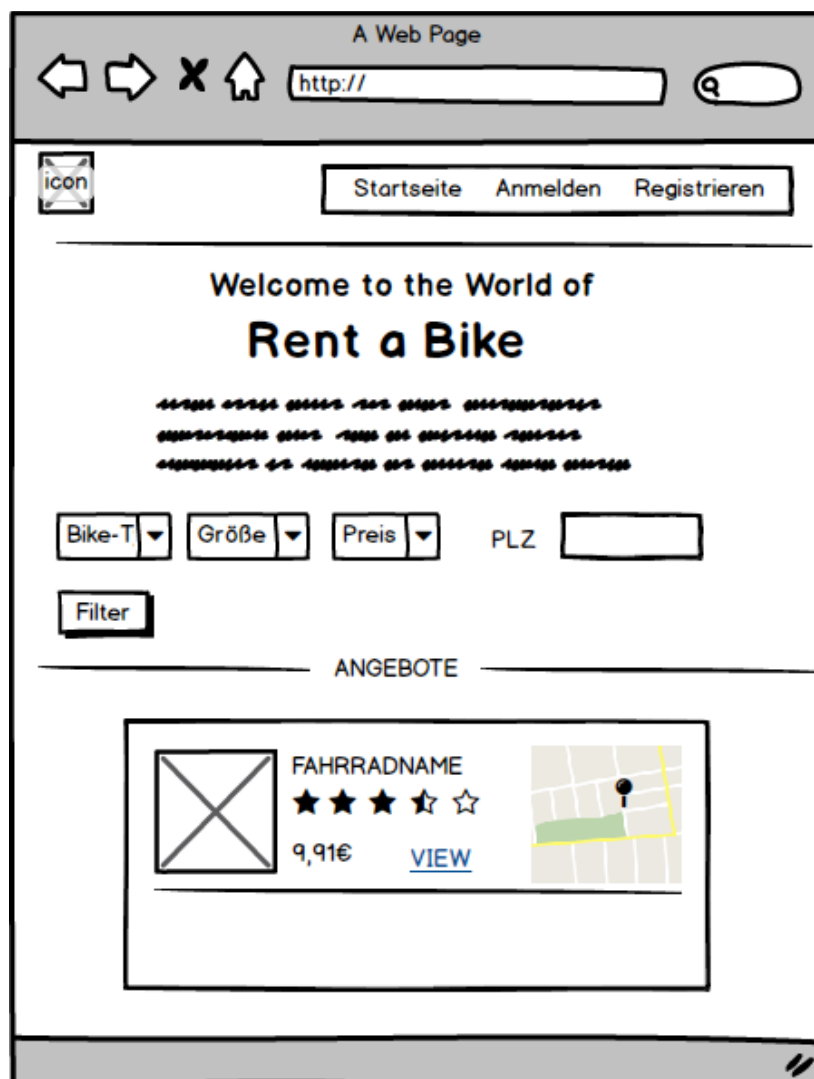 A Web Page
http://
icon
Startseite Anmelden Registrieren
Welcome to the World of
Rent a Bike
Bike-T Größe Preis PLZ
Filter
ANGEBOTE
FAHRRADNAME
9,91€ VIEW